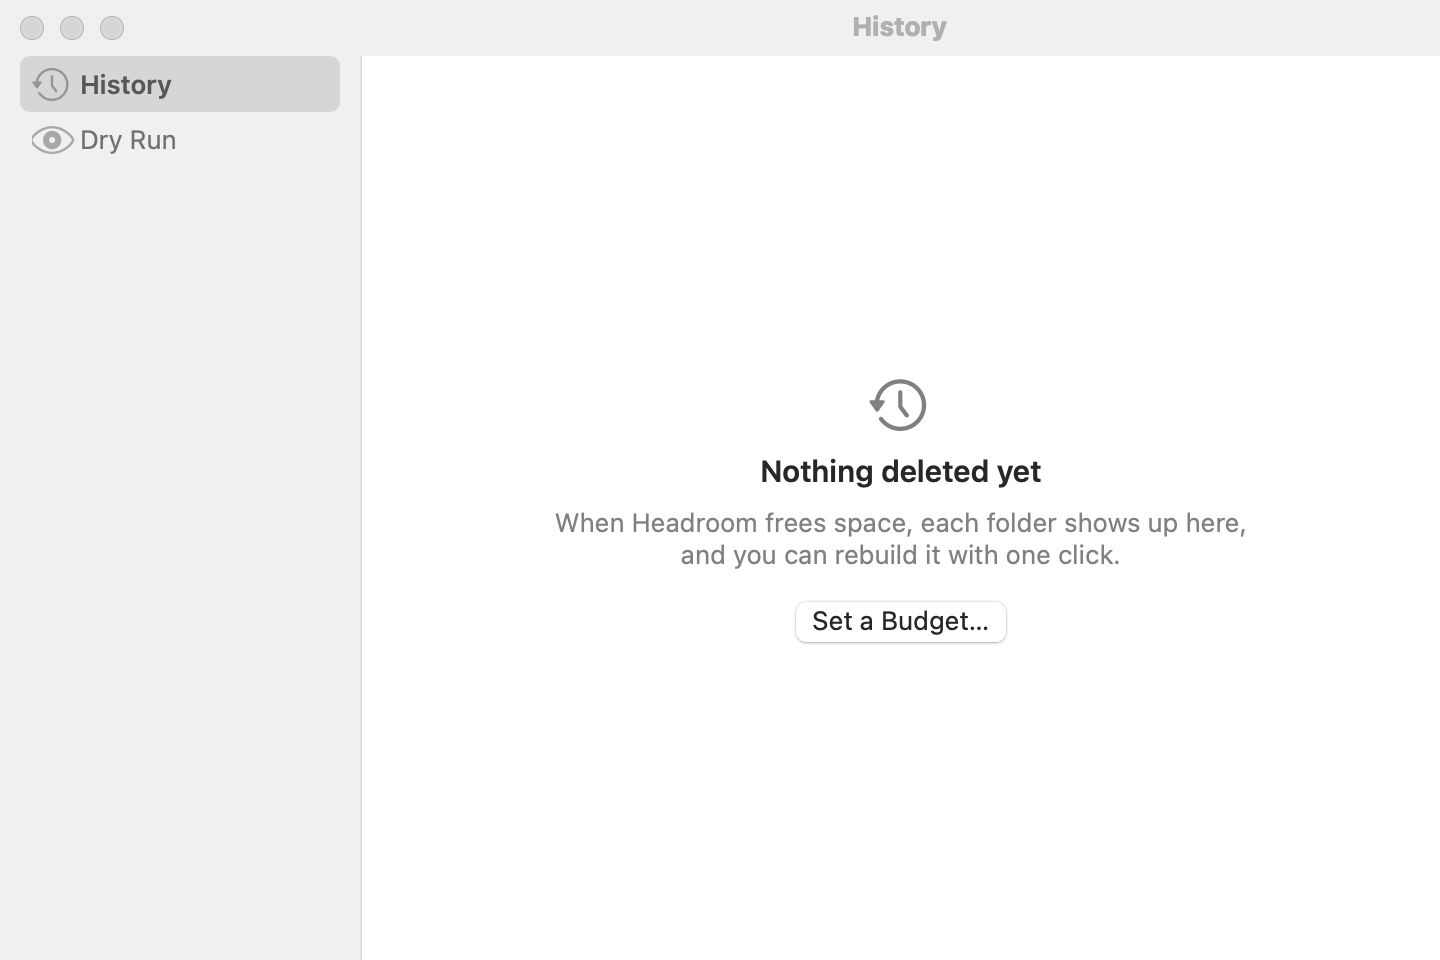 History
History
Dry Run
Nothing deleted yet
When Headroom frees space, each folder shows up here,
and you can rebuild it with one click.
Set a Budget...